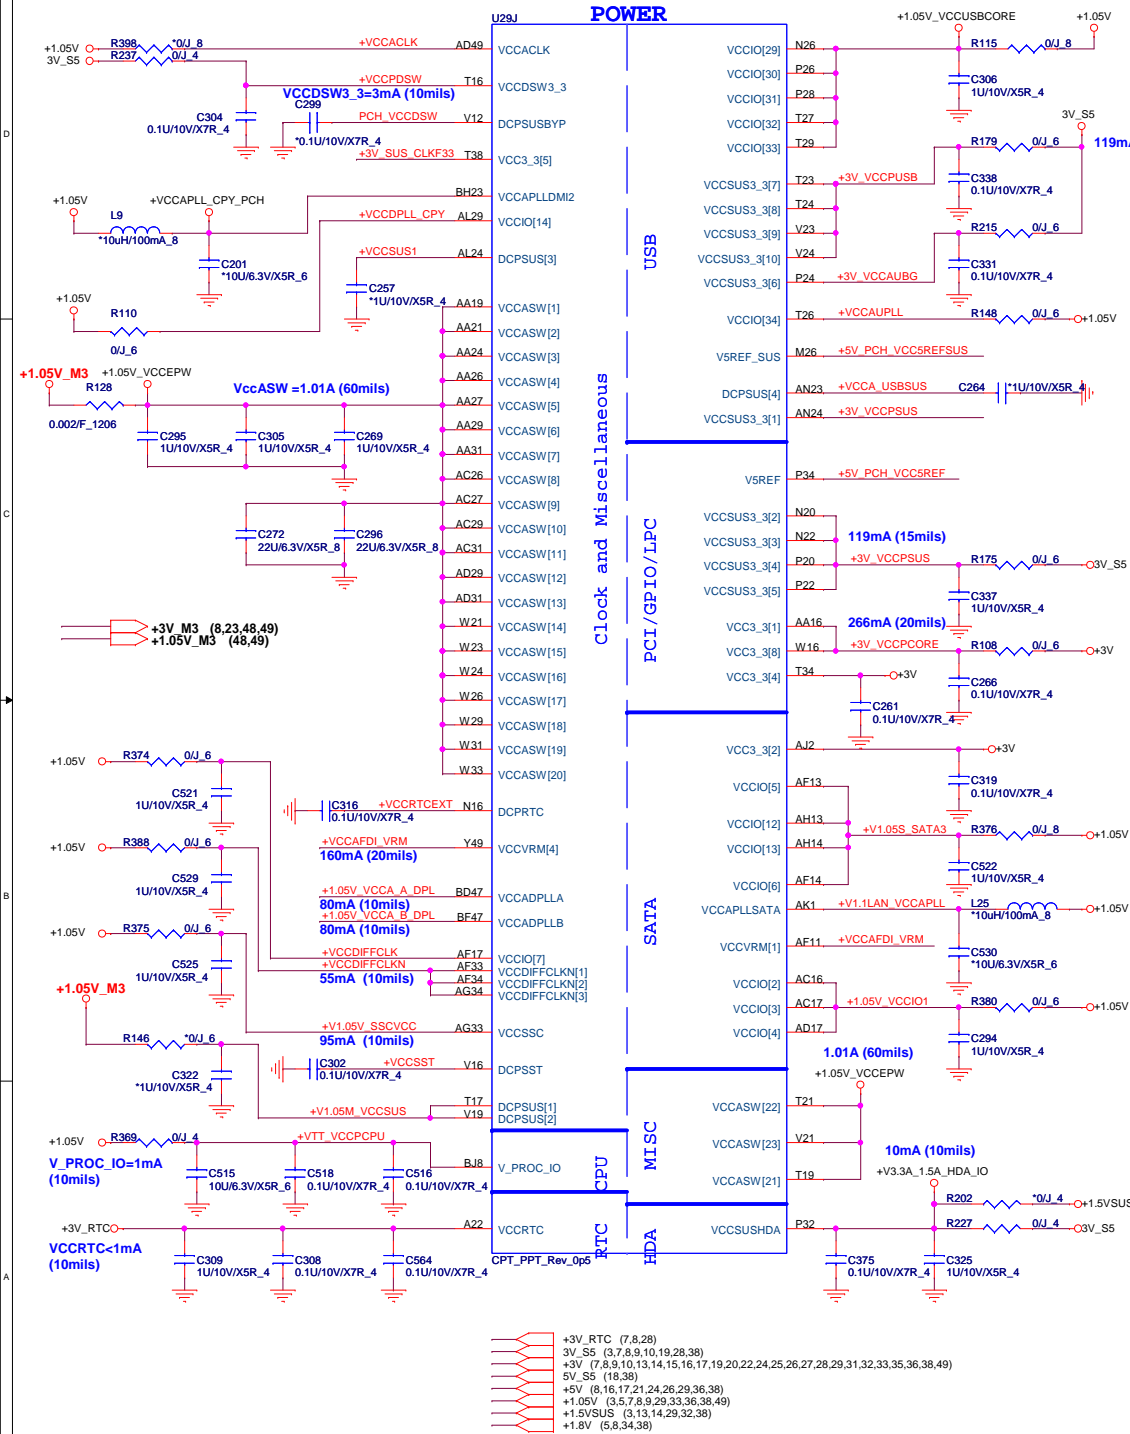 POWER
U29J
+1.05V R398 *0/J_8 +VCCACLK AD49 VCCACLK
3V_S5 R237 0/J_4
+VCCPDSW T16 VCCDSW3_3
VCCDSW3_3=3mA (10mils)
C304 0.1U/10V/X7R_4
C299 *0.1U/10V/X7R_4
PCH_VCCDSW V12 DCPSUSBYP
+3V_SUS_CLKF33 T38 VCC3_3[5]
+1.05V L9 *10uH/100mA_8 +VCCAPLL_CPY_PCH BH23 VCCAPLLDMI2
C201 *10U/6.3V/X5R_6
+VCCDPLL_CPY AL29 VCCIO[14]
+VCCSUS1 AL24 DCPSUS[3]
C257 *1U/10V/X5R_4
+1.05V R110 0/J_6
AA19 VCCASW[1]
AA21 VCCASW[2]
AA24 VCCASW[3]
AA26 VCCASW[4]
AA27 VCCASW[5]
AA29 VCCASW[6]
AA31 VCCASW[7]
AC26 VCCASW[8]
AC27 VCCASW[9]
AC29 VCCASW[10]
AC31 VCCASW[11]
AD29 VCCASW[12]
AD31 VCCASW[13]
W21 VCCASW[14]
W23 VCCASW[15]
W24 VCCASW[16]
W26 VCCASW[17]
W29 VCCASW[18]
W31 VCCASW[19]
W33 VCCASW[20]
+1.05V_M3 R128 0.002/F_1206 +1.05V_VCCEPW
VccASW =1.01A (60mils)
C295 1U/10V/X5R_4
C305 1U/10V/X5R_4
C269 1U/10V/X5R_4
C272 22U/6.3V/X5R_8
C296 22U/6.3V/X5R_8
+3V_M3 (8,23,48,49)
+1.05V_M3 (48,49)
+1.05V R374 0/J_6
C521 1U/10V/X5R_4
C316 0.1U/10V/X7R_4 +VCCRTCEXT N16 DCPRTC
+1.05V R388 0/J_6
C529 1U/10V/X5R_4
+VCCAFDI_VRM Y49 VCCVRM[4]
160mA (20mils)
+1.05V_VCCA_A_DPL BD47 VCCADPLLA
80mA (10mils)
+1.05V_VCCA_B_DPL BF47 VCCADPLLB
80mA (10mils)
+1.05V R375 0/J_6
C525 1U/10V/X5R_4
+VCCDIFFCLK AF17 VCCIO[7]
+VCCDIFFCLKN AF33 VCCDIFFCLKN[1]
AF34 VCCDIFFCLKN[2]
AG34 VCCDIFFCLKN[3]
55mA (10mils)
+1.05V_M3 R146 *0/J_6
C322 *1U/10V/X5R_4
+V1.05V_SSCVCC AG33 VCCSSC
95mA (10mils)
C302 0.1U/10V/X7R_4 +VCCSST V16 DCPSST
+V1.05M_VCCSUS T17 DCPSUS[1]
V19 DCPSUS[2]
+1.05V R369 0/J_4 +VTT_VCCPCPU BJ8 V_PROC_IO
V_PROC_IO=1mA
(10mils)
C515 10U/6.3V/X5R_6
C518 0.1U/10V/X7R_4
C516 0.1U/10V/X7R_4
+3V_RTC A22 VCCRTC
VCCRTC<1mA
(10mils)
C309 1U/10V/X5R_4
C308 0.1U/10V/X7R_4
C564 0.1U/10V/X7R_4
CPT_PPT_Rev_0p5
Clock and Miscellaneous
USB
PCI/GPIO/LPC
SATA
MISC
CPU
RTC
HDA
VCCIO[29] N26 +1.05V_VCCUSBCORE R115 0/J_8 +1.05V
VCCIO[30] P26
VCCIO[31] P28
VCCIO[32] T27
VCCIO[33] T29
C306 1U/10V/X5R_4
3V_S5
R179 0/J_6 119mA
VCCSUS3_3[7] T23 +3V_VCCPUSB
VCCSUS3_3[8] T24
VCCSUS3_3[9] V23
VCCSUS3_3[10] V24
C338 0.1U/10V/X7R_4
R215 0/J_6
VCCSUS3_3[6] P24 +3V_VCCAUBG
C331 0.1U/10V/X7R_4
VCCIO[34] T26 +VCCAUPLL R148 0/J_6 +1.05V
V5REF_SUS M26 +5V_PCH_VCC5REFSUS
DCPSUS[4] AN23 +VCCA_USBSUS C264 *1U/10V/X5R_4
VCCSUS3_3[1] AN24 +3V_VCCPSUS
V5REF P34 +5V_PCH_VCC5REF
VCCSUS3_3[2] N20
VCCSUS3_3[3] N22
119mA (15mils)
VCCSUS3_3[4] P20 +3V_VCCPSUS R175 0/J_6 3V_S5
VCCSUS3_3[5] P22
C337 1U/10V/X5R_4
266mA (20mils)
VCC3_3[1] AA16
VCC3_3[8] W16 +3V_VCCPCORE R108 0/J_6 +3V
VCC3_3[4] T34 +3V
C266 0.1U/10V/X7R_4
C261 0.1U/10V/X7R_4
VCC3_3[2] AJ2 +3V
C319 0.1U/10V/X7R_4
VCCIO[5] AF13
VCCIO[12] AH13
+V1.05S_SATA3 R376 0/J_8 +1.05V
VCCIO[13] AH14
VCCIO[6] AF14
C522 1U/10V/X5R_4
VCCAPLLSATA AK1 +V1.1LAN_VCCAPLL L25 *10uH/100mA_8 +1.05V
VCCVRM[1] AF11 +VCCAFDI_VRM
C530 *10U/6.3V/X5R_6
VCCIO[2] AC16
VCCIO[3] AC17 +1.05V_VCCIO1 R380 0/J_6 +1.05V
VCCIO[4] AD17
C294 1U/10V/X5R_4
1.01A (60mils)
+1.05V_VCCEPW
VCCASW[22] T21
VCCASW[23] V21
VCCASW[21] T19
10mA (10mils)
+V3.3A_1.5A_HDA_IO
R202 *0/J_4 +1.5VSUS
VCCSUSHDA P32 R227 0/J_4 3V_S5
C375 0.1U/10V/X7R_4
C325 1U/10V/X5R_4
D
C
B
A
+3V_RTC (7,8,28)
3V_S5 (3,7,8,9,10,19,28,38)
+3V (7,8,9,10,13,14,15,16,17,19,20,22,24,25,26,27,28,29,31,32,33,35,36,38,49)
5V_S5 (18,38)
+5V (8,16,17,21,24,26,29,36,38)
+1.05V (3,5,7,8,9,29,33,36,38,49)
+1.5VSUS (3,13,14,29,32,38)
+1.8V (5,8,34,38)